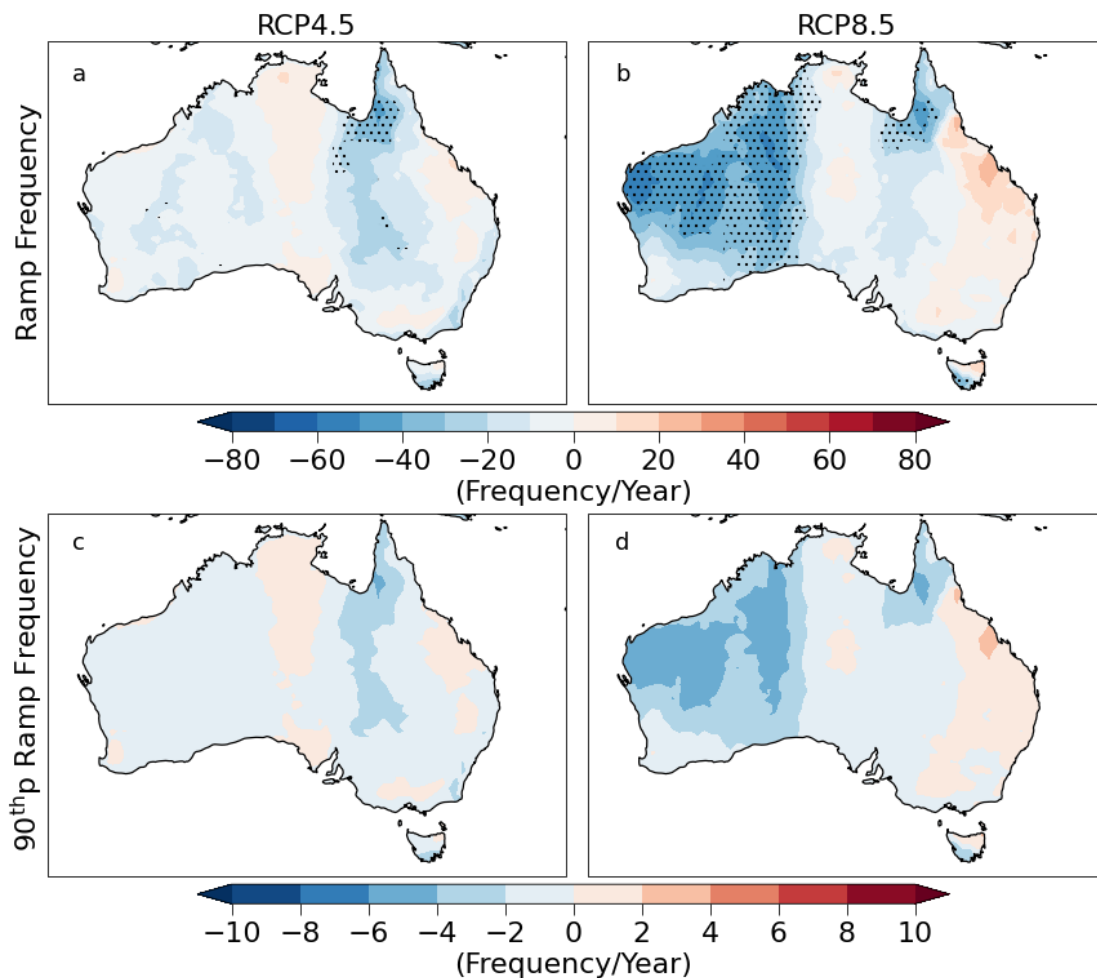 RCP4.5
RCP8.5
Ramp Frequency
a
b
−80 −60 −40 −20 0 20 40 60 80
(Frequency/Year)
90thp Ramp Frequency
c
d
−10 −8 −6 −4 −2 0 2 4 6 8 10
(Frequency/Year)